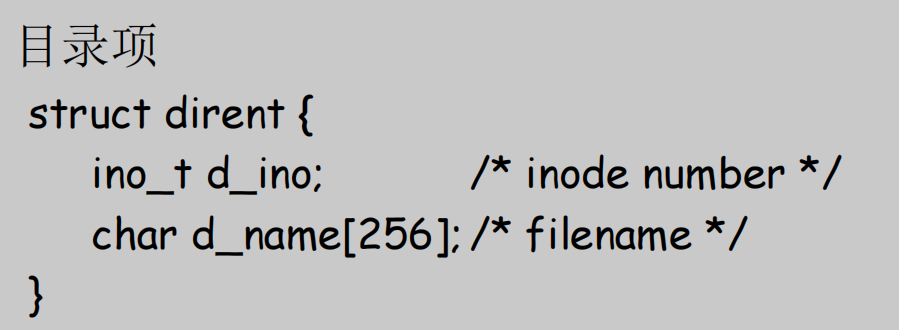 目录项
struct dirent {
ino_t d_ino; /* inode number */
char d_name[256]; /* filename */
}